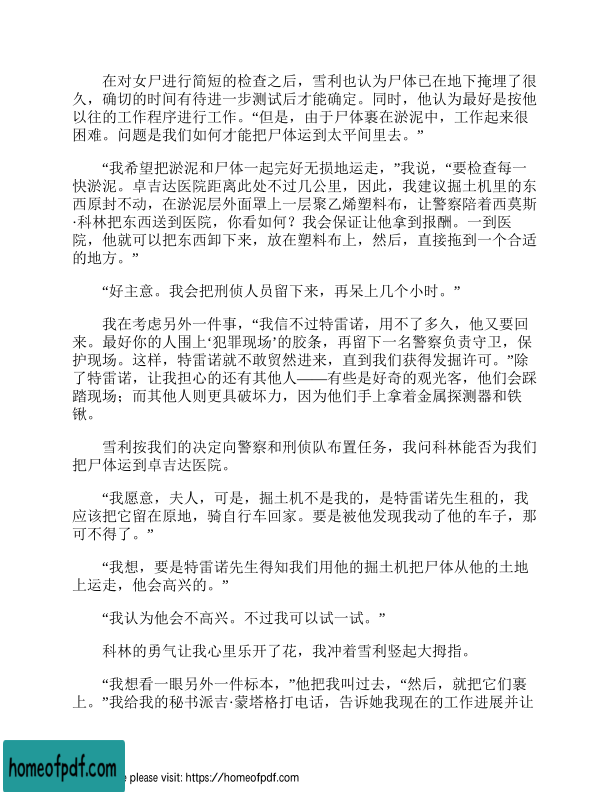 在对女尸进行简短的检查之后，雪利也认为尸体已在地下掩埋了很
久，确切的时间有待进一步测试后才能确定。同时，他认为最好是按他
以往的工作程序进行工作。“但是，由于尸体裹在淤泥中，工作起来很
困难。问题是我们如何才能把尸体运到太平间里去。”
“我希望把淤泥和尸体一起完好无损地运走，”我说，“要检查每一
快淤泥。卓吉达医院距离此处不过几公里，因此，我建议掘土机里的东
西原封不动，在淤泥层外面罩上一层聚乙烯塑料布，让警察陪着西莫斯
·科林把东西送到医院，你看如何？我会保证让他拿到报酬。一到医
院，他就可以把东西卸下来，放在塑料布上，然后，直接拖到一个合适
的地方。”
“好主意。我会把刑侦人员留下来，再呆上几个小时。”
我在考虑另外一件事，“我信不过特雷诺，用不了多久，他又要回
来。最好你的人围上‘犯罪现场’的胶条，再留下一名警察负责守卫，保
护现场。这样，特雷诺就不敢贸然进来，直到我们获得发掘许可。”除
了特雷诺，让我担心的还有其他人——有些是好奇的观光客，他们会踩
踏现场；而其他人则更具破坏力，因为他们手上拿着金属探测器和铁
锹。
雪利按我们的决定向警察和刑侦队布置任务，我问科林能否为我们
把尸体运到卓吉达医院。
“我愿意，夫人，可是，掘土机不是我的，是特雷诺先生租的，我
应该把它留在原地，骑自行车回家。要是被他发现我动了他的车子，那
可不得了。”
“我想，要是特雷诺先生得知我们用他的掘土机把尸体从他的土地
上运走，他会高兴的。”
“我认为他会不高兴。不过我可以试一试。”
科林的勇气让我心里乐开了花，我冲着雪利竖起大拇指。
“我想看一眼另外一件标本，”他把我叫过去，“然后，就把它们裹
上。”我给我的秘书派吉·蒙塔格打电话，告诉她我现在的工作进展并让
homeofpdf.com
e please visit: https://homeofpdf.com